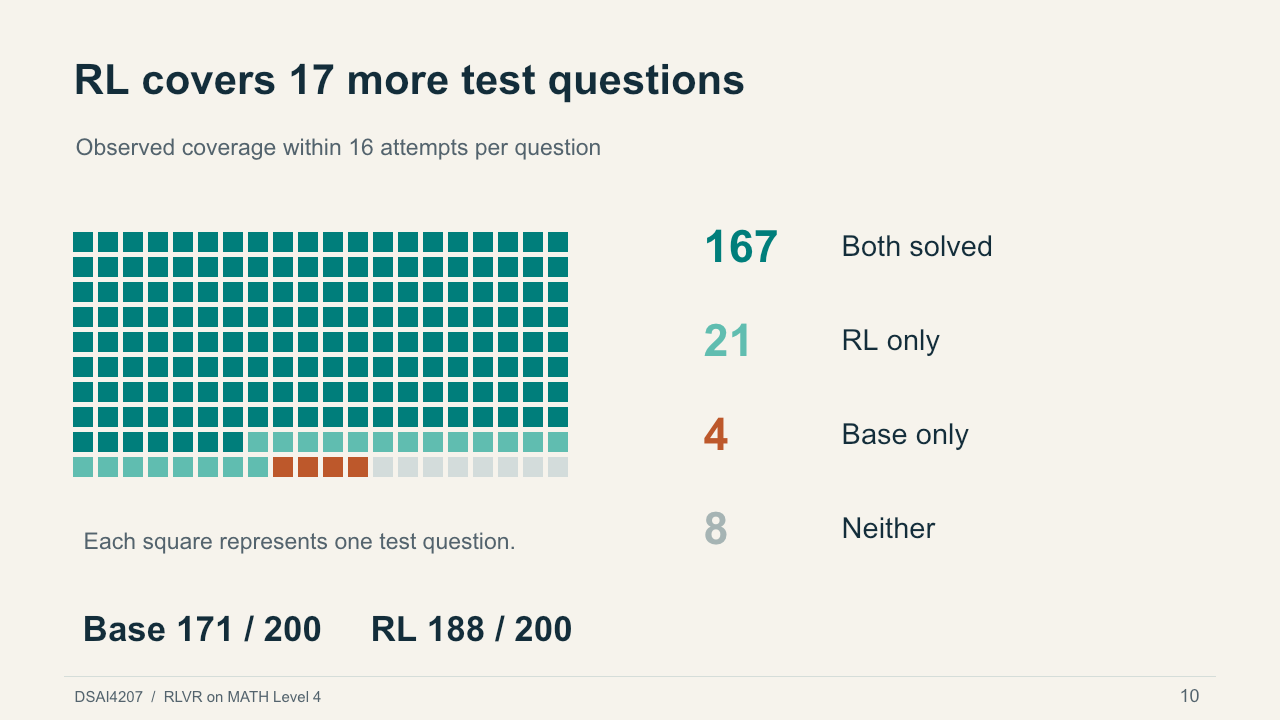 RL covers 17 more test questions
Observed coverage within 16 attempts per question
167 Both solved
21 RL only
4 Base only
8 Neither
Each square represents one test question.
Base 171 / 200 RL 188 / 200
DSAI4207 / RLVR on MATH Level 4 10